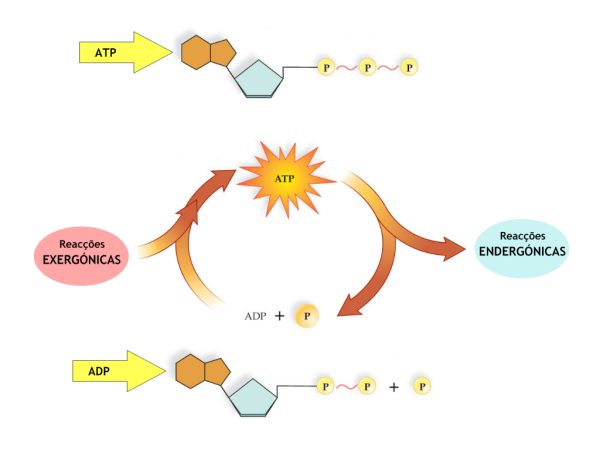 ATP
P P P
ATP
Reacções
EXERGÓNICAS
Reacções
ENDERGÓNICAS
ADP + P
ADP
P P + P